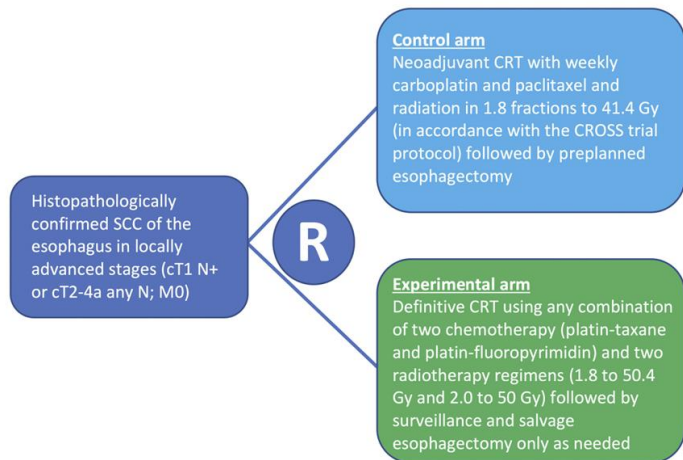 Control arm
Neoadjuvant CRT with weekly
carboplatin and paclitaxel and
radiation in 1.8 fractions to 41.4 Gy
(in accordance with the CROSS trial
protocol) followed by preplanned
esophagectomy
Histopathologically
confirmed SCC of the
esophagus in locally
advanced stages (cT1 N+
or cT2-4a any N; M0)
R
Experimental arm
Definitive CRT using any combination
of two chemotherapy (platin-taxane
and platin-fluoropyrimidin) and two
radiotherapy regimens (1.8 to 50.4
Gy and 2.0 to 50 Gy) followed by
surveillance and salvage
esophagectomy only as needed